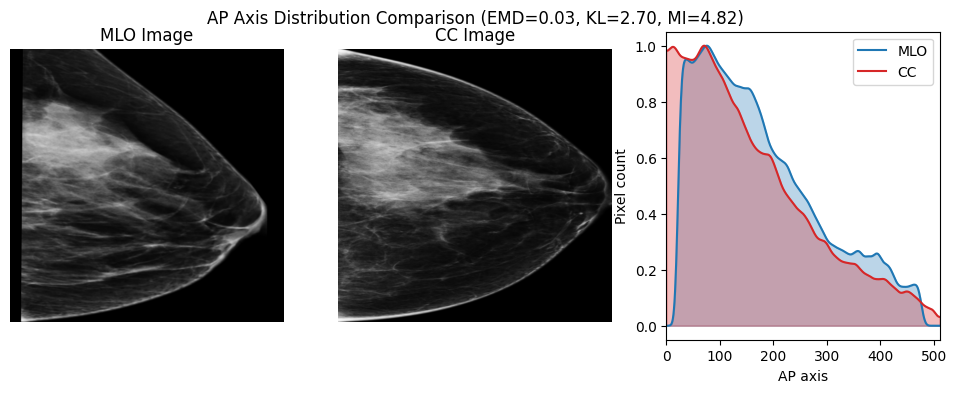 AP Axis Distribution Comparison (EMD=0.03, KL=2.70, MI=4.82)
MLO Image
CC Image
MLO
CC
1.0
0.8
0.6
0.4
0.2
0.0
Pixel count
0 100 200 300 400 500
AP axis